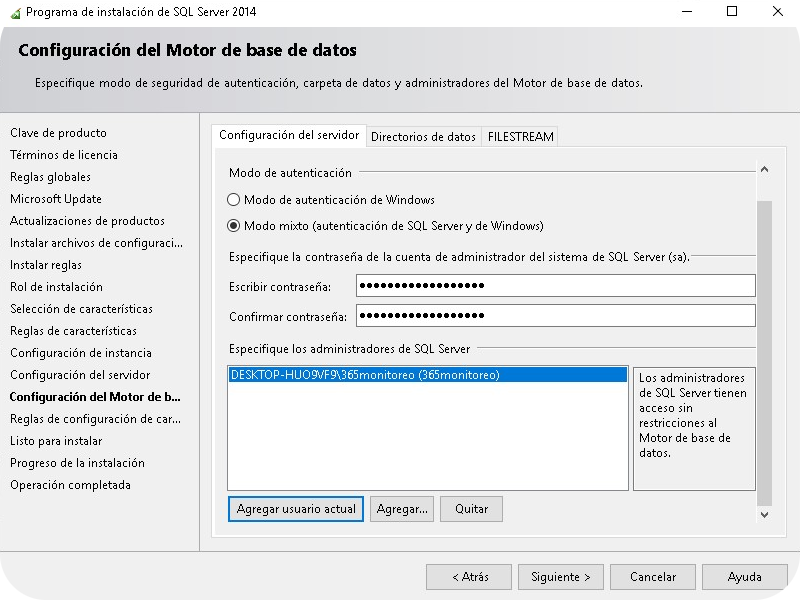 Programa de instalación de SQL Server 2014
Configuración del Motor de base de datos
Especifique modo de seguridad de autenticación, carpeta de datos y administradores del Motor de base de datos.
Clave de producto
Términos de licencia
Reglas globales
Microsoft Update
Actualizaciones de productos
Instalar archivos de configuraci...
Instalar reglas
Rol de instalación
Selección de características
Reglas de características
Configuración de instancia
Configuración del servidor
Configuración del Motor de b...
Reglas de configuración de car...
Listo para instalar
Progreso de la instalación
Operación completada
Configuración del servidor
Directorios de datos
FILESTREAM
Modo de autenticación
Modo de autenticación de Windows
Modo mixto (autenticación de SQL Server y de Windows)
Especifique la contraseña de la cuenta de administrador del sistema de SQL Server (sa).
Escribir contraseña: ●●●●●●●●●●●●●●●●●●
Confirmar contraseña: ●●●●●●●●●●●●●●●●●●
Especifique los administradores de SQL Server
DESKTOP-HUO9VF9\365monitoreo (365monitoreo)
Los administradores
de SQL Server tienen
acceso sin
restricciones al
Motor de base de
datos.
Agregar usuario actual
Agregar...
Quitar
< Atrás
Siguiente >
Cancelar
Ayuda